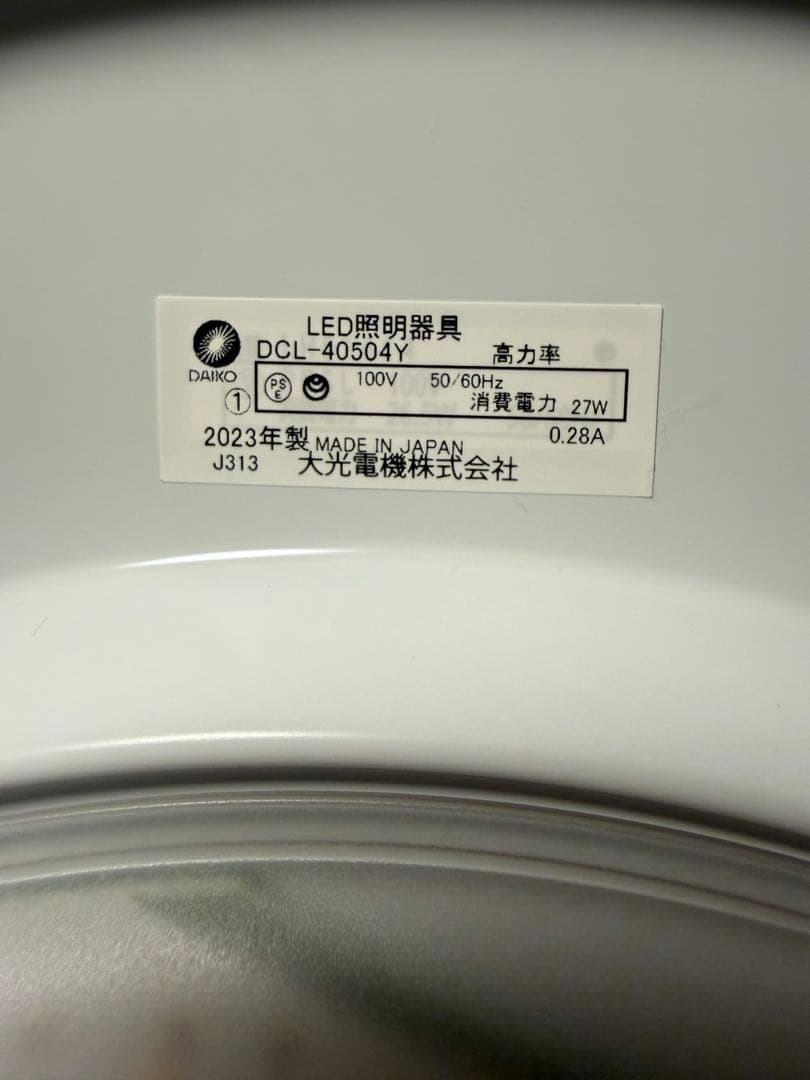 LED照明器具
DAIKO DCL-40504Y 高力率
① PSE 100V 50/60Hz
消費電力 27W
2023年製 MADE IN JAPAN 0.28A
J313 大光電機株式会社